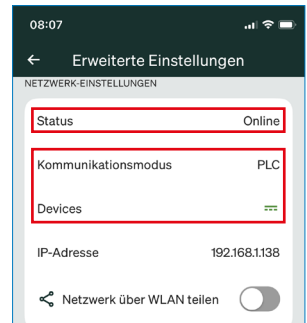 08:07
Erweiterte Einstellungen
NETZWERK-EINSTELLUNGEN
Status Online
Kommunikationsmodus PLC
Devices
IP-Adresse 192.168.1.138
Netzwerk über WLAN teilen